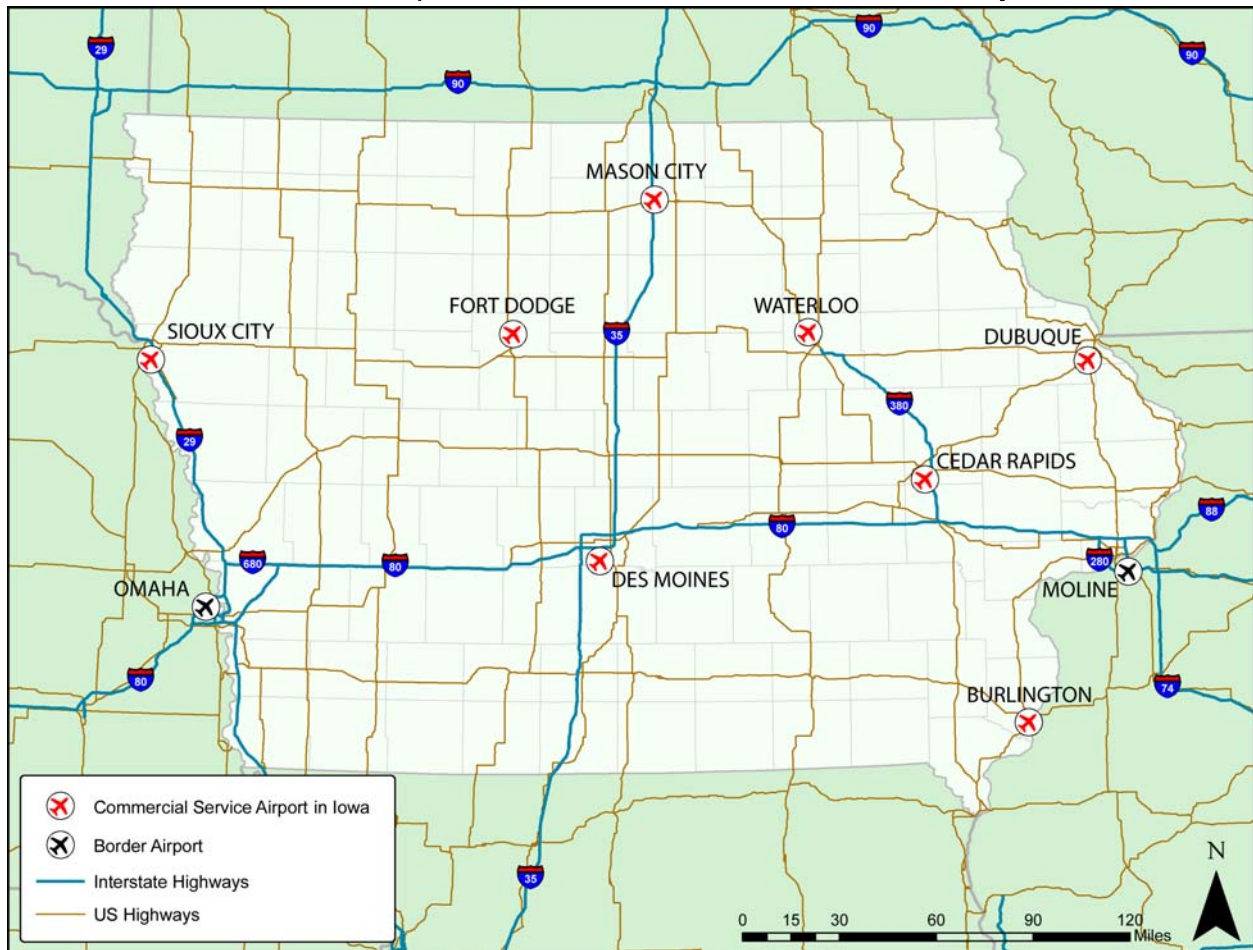 29
90
90
90
MASON CITY
SIOUX CITY
FORT DODGE
35
WATERLOO
DUBUQUE
380
29
CEDAR RAPIDS
88
80
680
80
DES MOINES
280
OMAHA
MOLINE
80
74
BURLINGTON
35
Commercial Service Airport in Iowa
Border Airport
Interstate Highways
US Highways
N
0 15 30 60 90 120
Miles